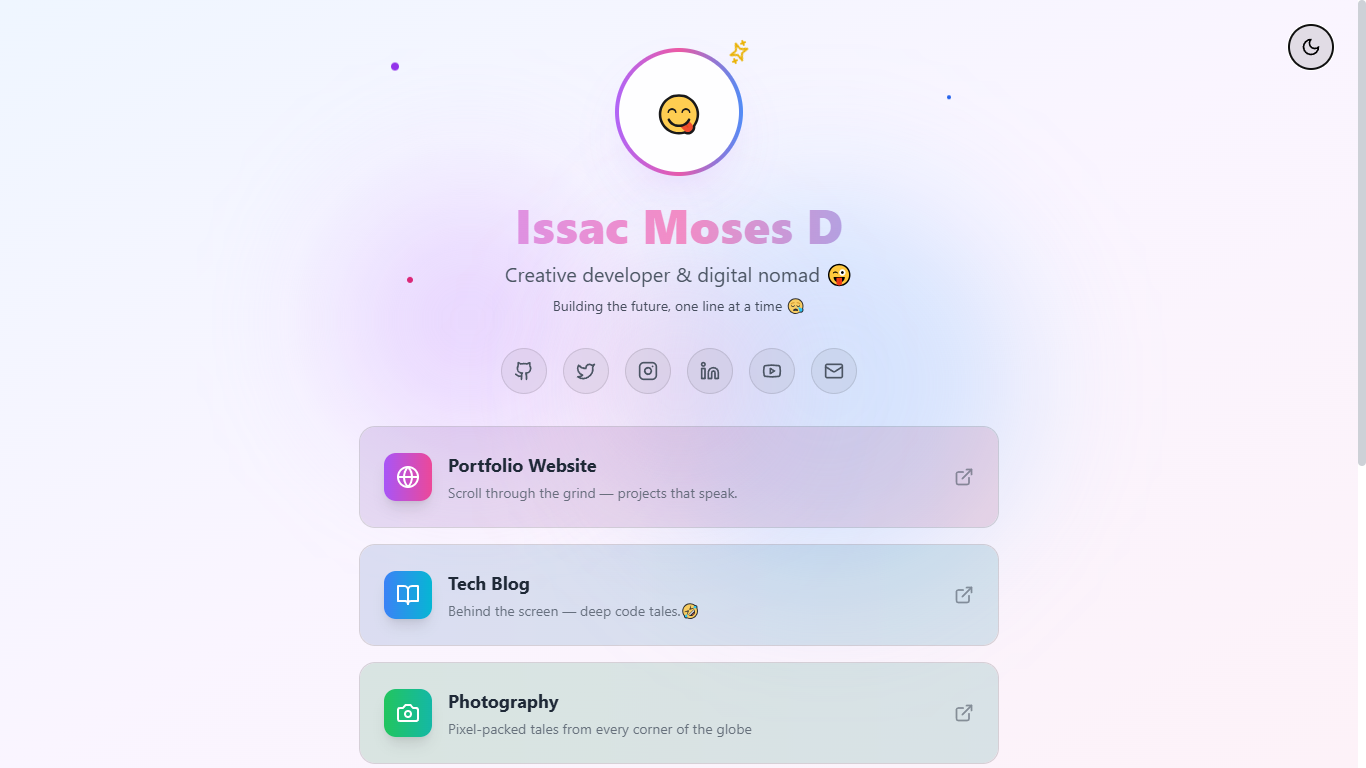 Issac Moses D
Creative developer & digital nomad 😜
Building the future, one line at a time 😪
Portfolio Website
Scroll through the grind — projects that speak.
Tech Blog
Behind the screen — deep code tales.🤣
Photography
Pixel-packed tales from every corner of the globe